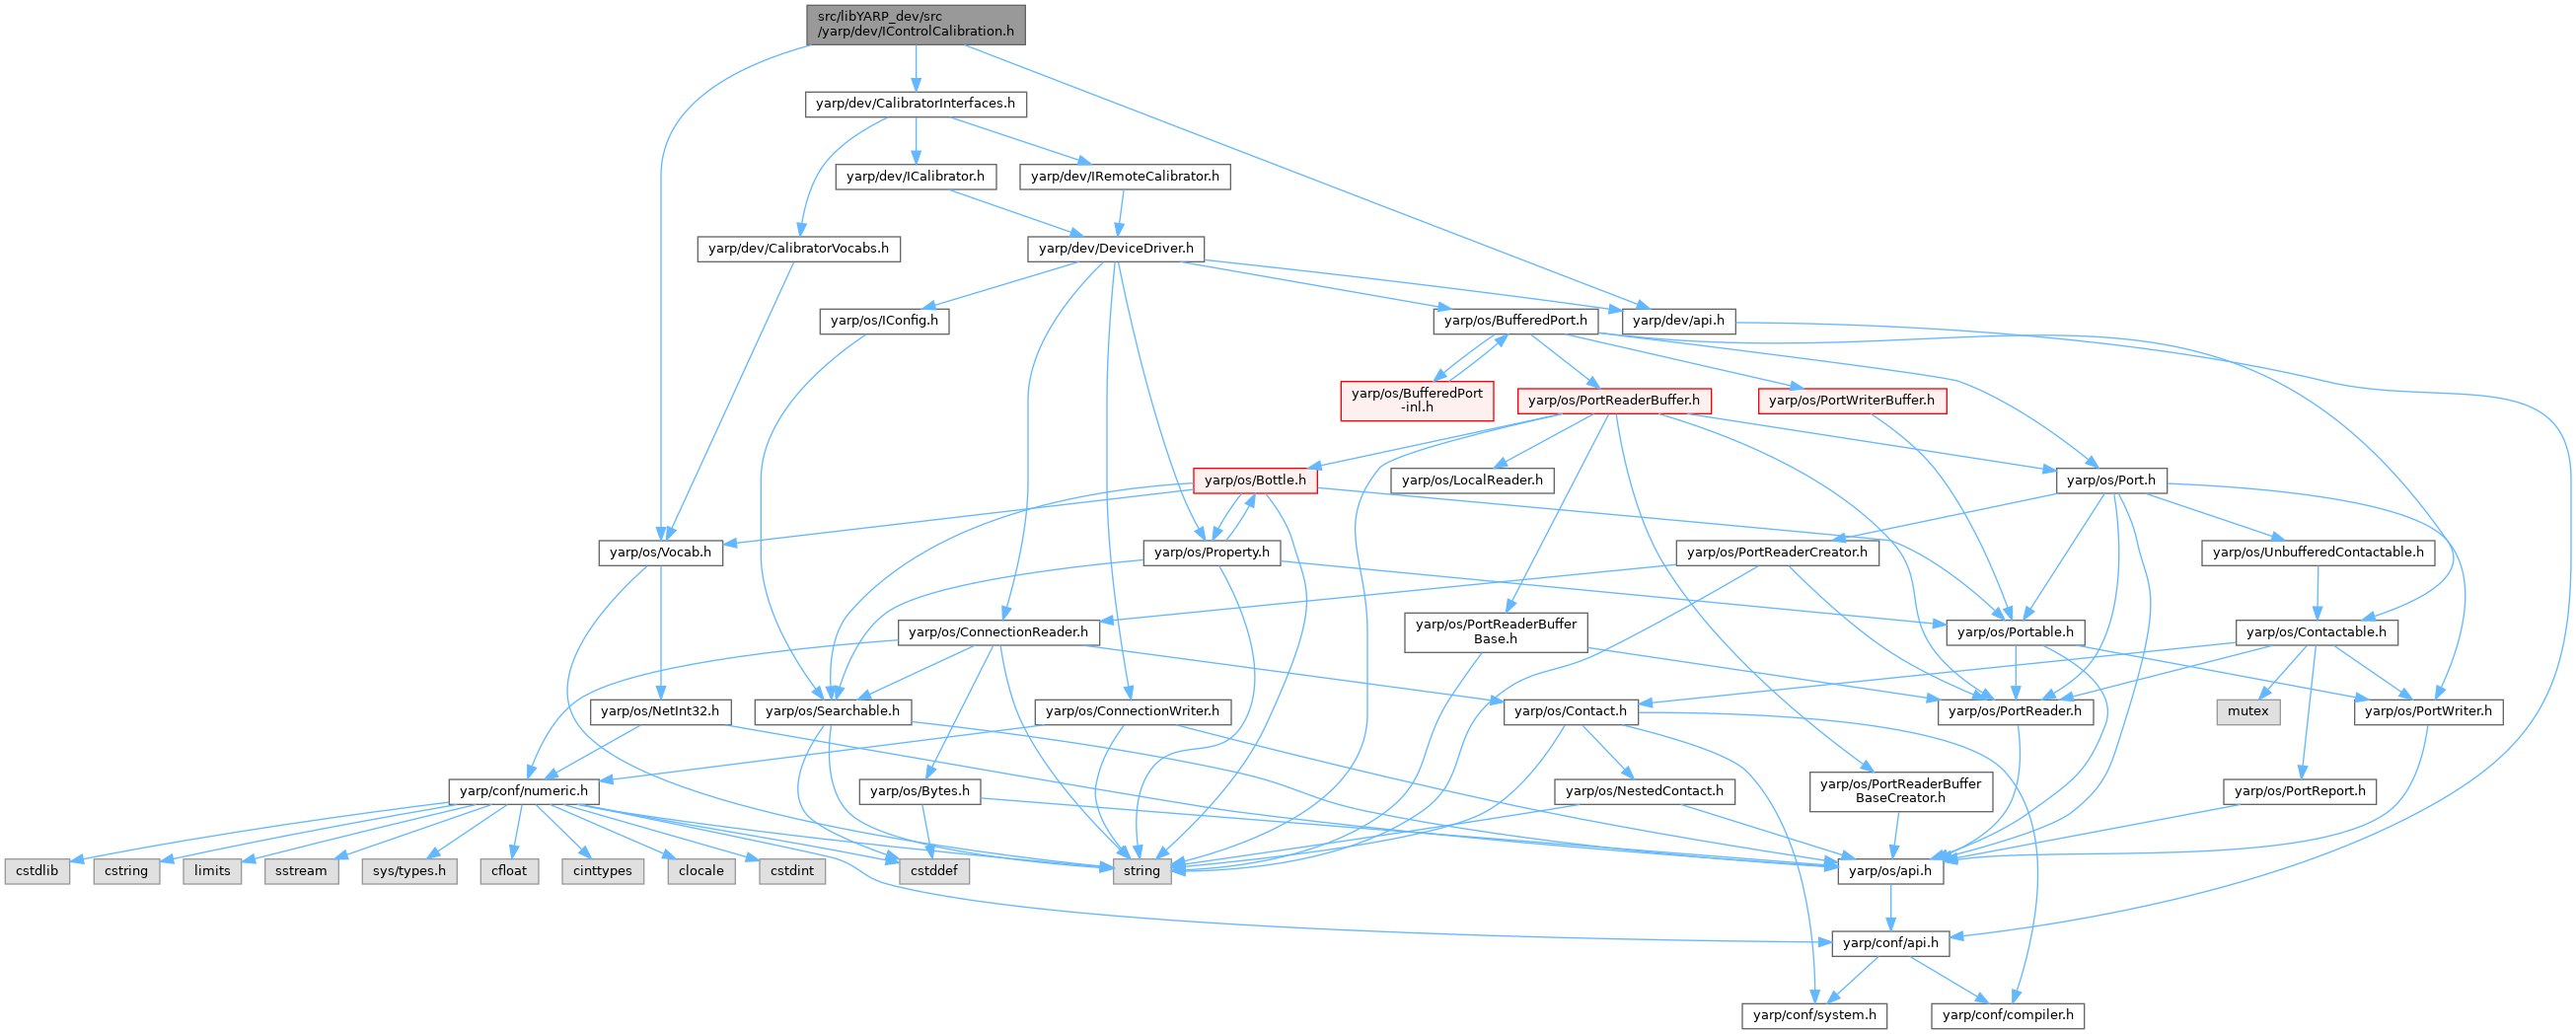 src/libYARP_dev/src
/yarp/dev/IControlCalibration.h
yarp/dev/CalibratorInterfaces.h
yarp/dev/ICalibrator.h
yarp/dev/IRemoteCalibrator.h
yarp/dev/CalibratorVocabs.h
yarp/dev/DeviceDriver.h
yarp/os/IConfig.h
yarp/os/BufferedPort.h
yarp/dev/api.h
yarp/os/BufferedPort
-inl.h
yarp/os/PortReaderBuffer.h
yarp/os/PortWriterBuffer.h
yarp/os/Bottle.h
yarp/os/LocalReader.h
yarp/os/Port.h
yarp/os/Vocab.h
yarp/os/Property.h
yarp/os/PortReaderCreator.h
yarp/os/UnbufferedContactable.h
yarp/os/ConnectionReader.h
yarp/os/PortReaderBuffer
Base.h
yarp/os/Portable.h
yarp/os/Contactable.h
yarp/os/NetInt32.h
yarp/os/Searchable.h
yarp/os/ConnectionWriter.h
yarp/os/Contact.h
yarp/os/PortReader.h
mutex
yarp/os/PortWriter.h
yarp/conf/numeric.h
yarp/os/Bytes.h
yarp/os/NestedContact.h
yarp/os/PortReaderBuffer
BaseCreator.h
yarp/os/PortReport.h
cstdlib
cstring
limits
sstream
sys/types.h
cfloat
cinttypes
clocale
cstdint
cstddef
string
yarp/os/api.h
yarp/conf/api.h
yarp/conf/system.h
yarp/conf/compiler.h